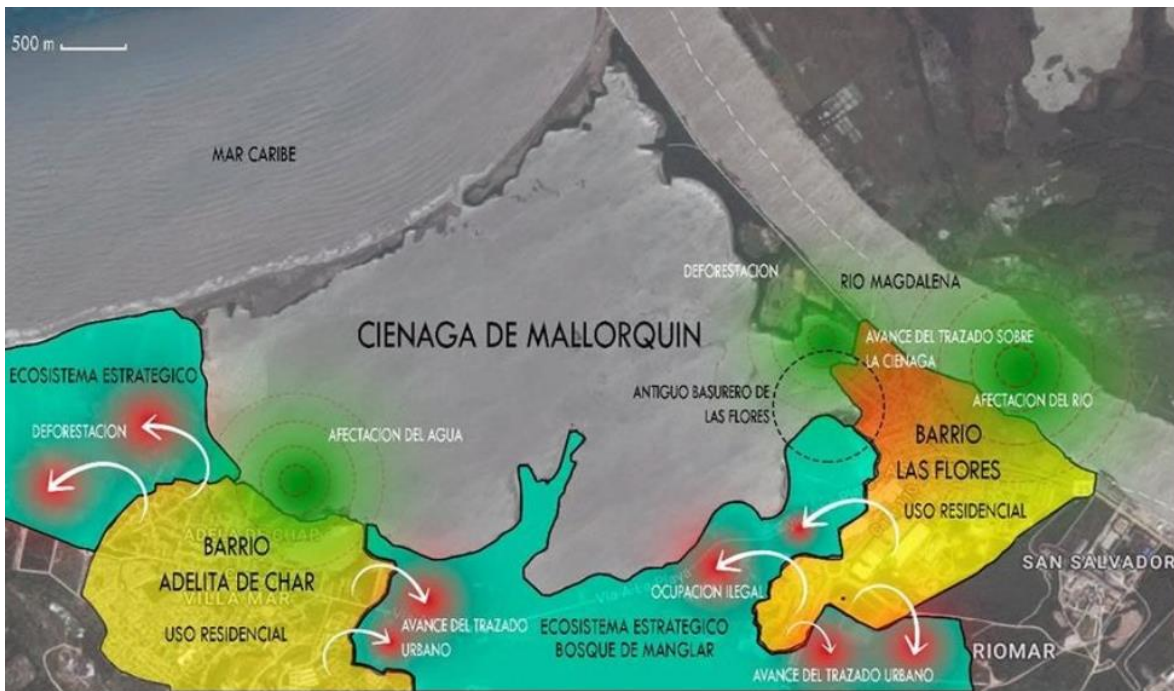 500 m
MAR CARIBE
DEFORESTACION
RIO MAGDALENA
CIENAGA DE MALLORQUIN
AVANCE DEL TRAZADO SOBRE
LA CIENAGA
ECOSISTEMA ESTRATEGICO
ANTIGUO BASURERO DE
LAS FLORES
AFECTACION DEL RIO
DEFORESTACION
AFECTACION DEL AGUA
BARRIO
LAS FLORES
USO RESIDENCIAL
BARRIO
ADELITA DE CHAR
VILLA MAR
USO RESIDENCIAL
SAN SALVADOR
OCUPACION ILEGAL
AVANCE DEL TRAZADO
URBANO
ECOSISTEMA ESTRATEGICO
BOSQUE DE MANGLAR
RIOMAR
AVANCE DEL TRAZADO URBANO